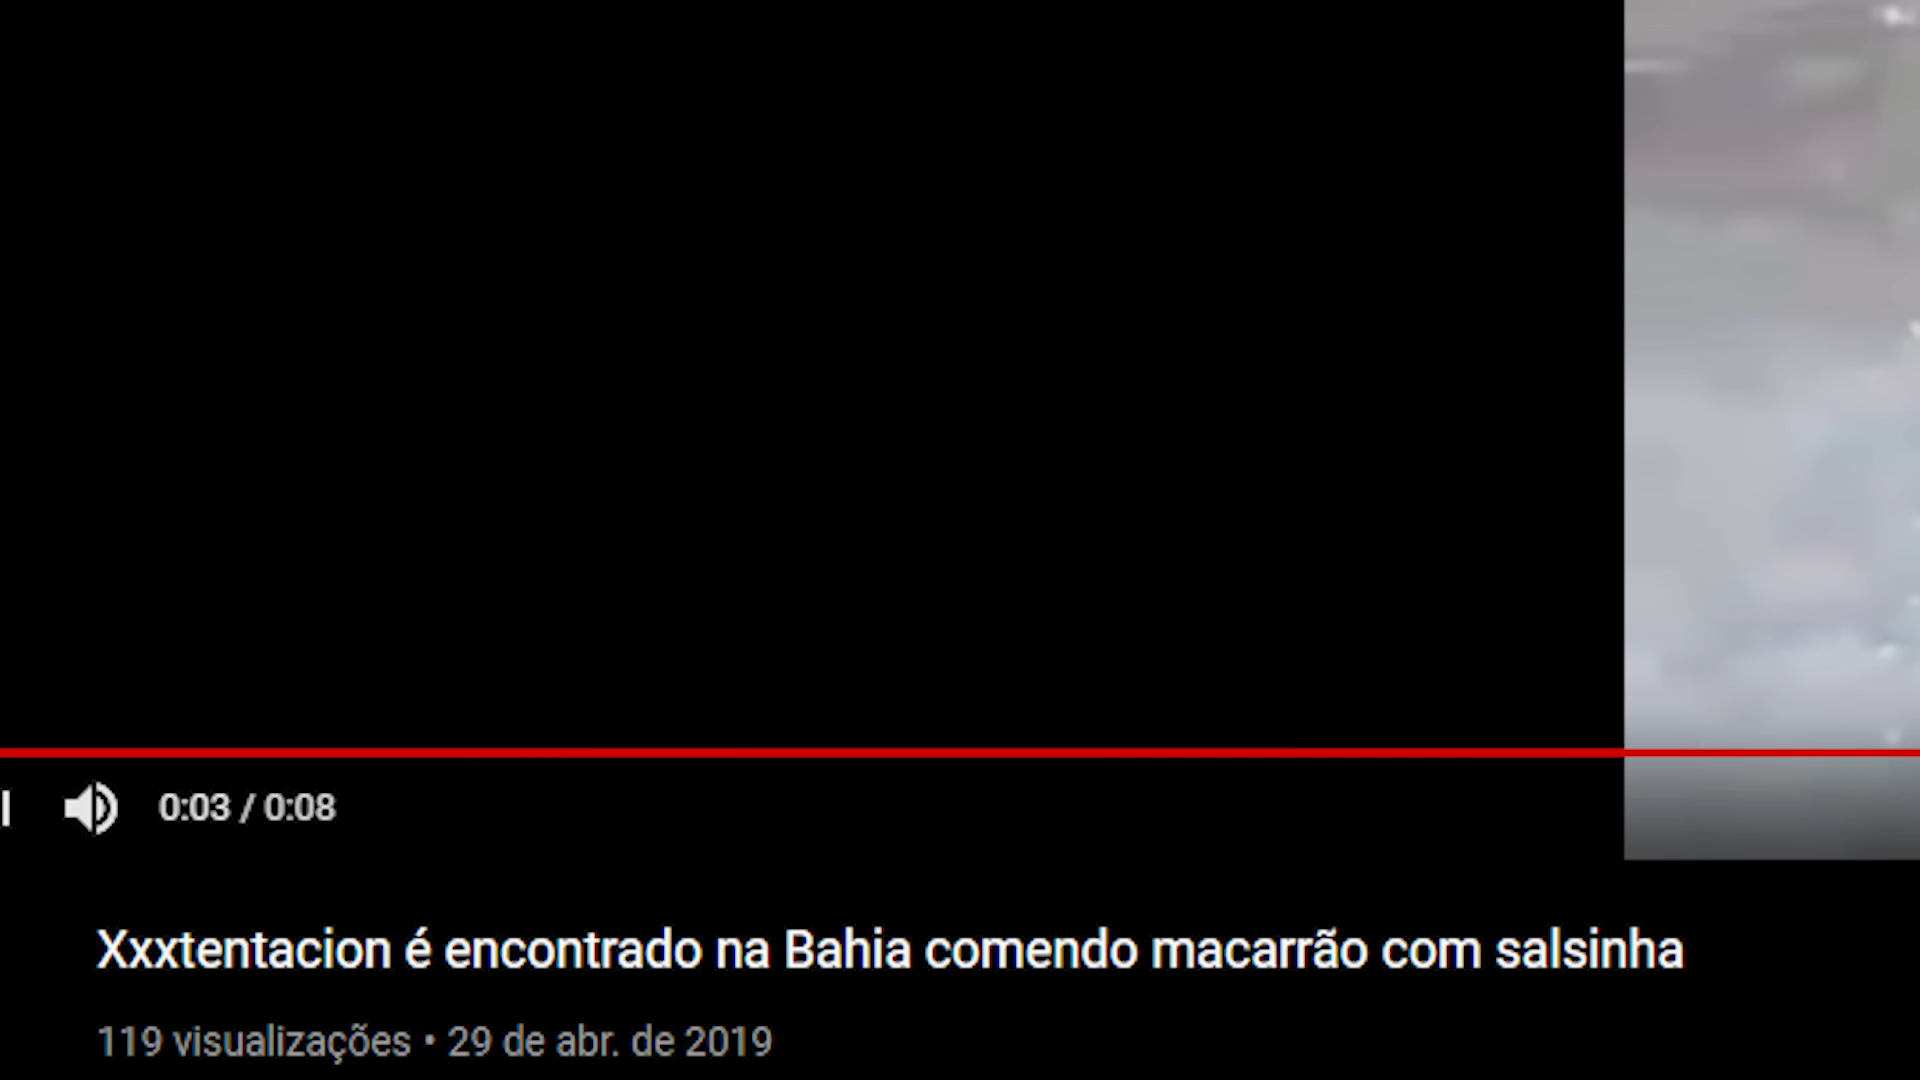 0:03 / 0:08
Xxxtentacion é encontrado na Bahia comendo macarrão com salsinha
119 visualizações • 29 de abr. de 2019